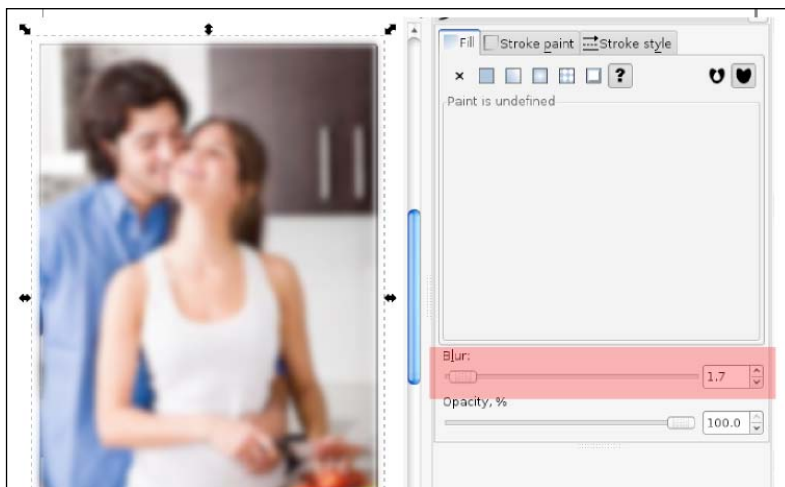 Fill Stroke paint Stroke style
?
Paint is undefined
Blur:
1.7
Opacity, %
100.0